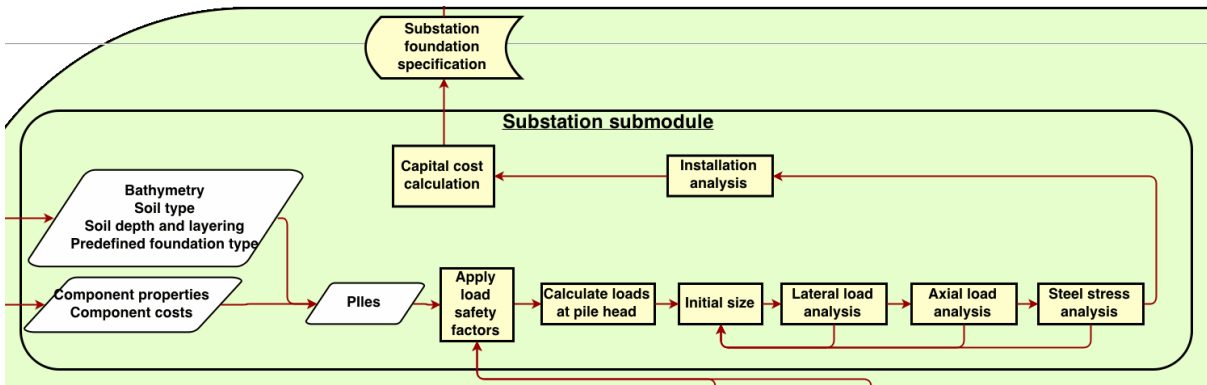 Substation
foundation
specification
Substation submodule
Capital cost
calculation
Installation
analysis
Bathymetry
Soil type
Soil depth and layering
Predefined foundation type
Component properties
Component costs
PIles
Apply
load
safety
factors
Calculate loads
at pile head
Initial size
Lateral load
analysis
Axial load
analysis
Steel stress
analysis